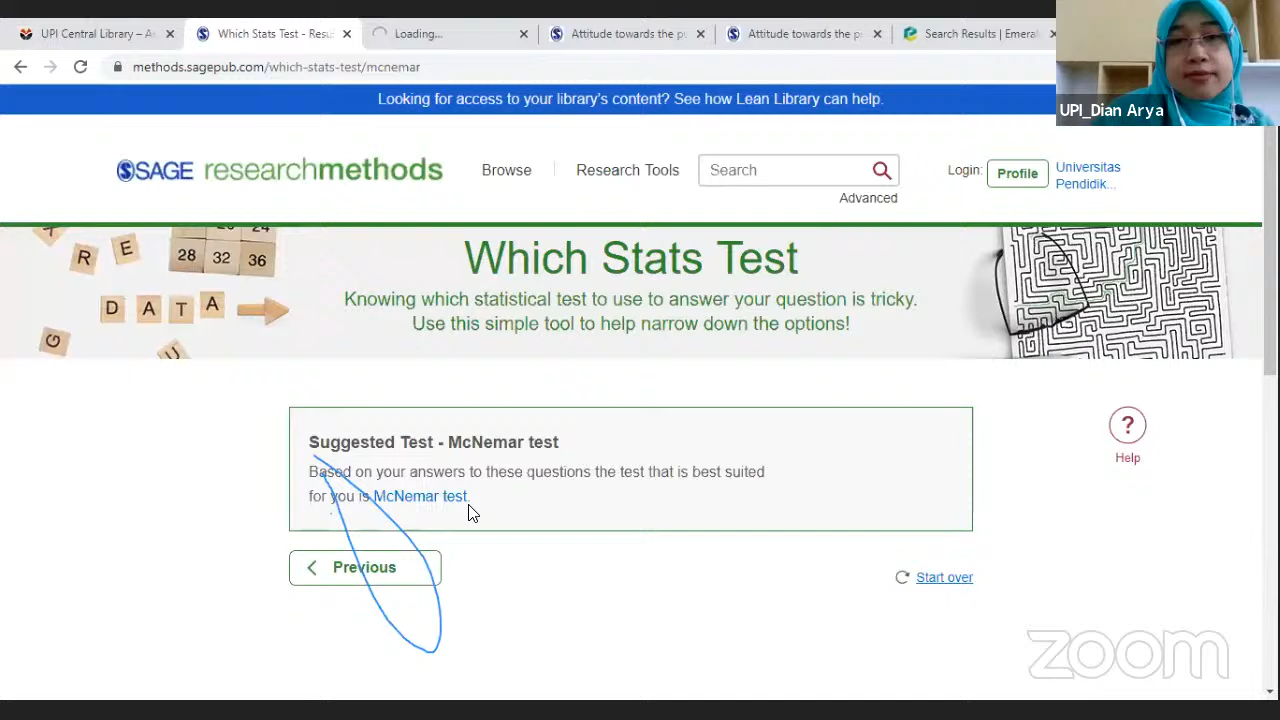 UPI Central Library – As
Which Stats Test - Resu
Loading...
Attitude towards the pu
Attitude towards the pr
Search Results | Emeral
methods.sagepub.com/which-stats-test/mcnemar
Looking for access to your library's content? See how Lean Library can help.
UPI_Dian Arya
SAGE researchmethods
Browse
Research Tools
Search
Advanced
Login:
Profile
Universitas
Pendidik...
R E
24
28 32 36
D A T A
G
U
Which Stats Test
Knowing which statistical test to use to answer your question is tricky.
Use this simple tool to help narrow down the options!
Suggested Test - McNemar test
Based on your answers to these questions the test that is best suited
for you is McNemar test.
?
Help
Previous
Start over
zoom